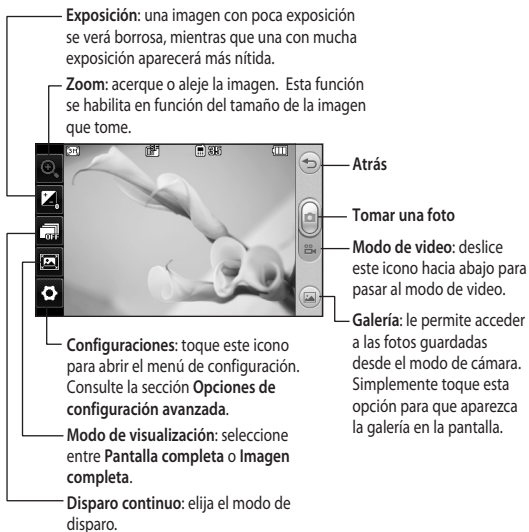 Exposición: una imagen con poca exposición
se verá borrosa, mientras que una con mucha
exposición aparecerá más nítida.
Zoom: acerque o aleje la imagen. Esta función
se habilita en función del tamaño de la imagen
que tome.
Atrás
Tomar una foto
Modo de video: deslice
este icono hacia abajo para
pasar al modo de video.
Galería: le permite acceder
a las fotos guardadas
desde el modo de cámara.
Simplemente toque esta
opción para que aparezca
la galería en la pantalla.
Configuraciones: toque este icono
para abrir el menú de configuración.
Consulte la sección Opciones de
configuración avanzada.
Modo de visualización: seleccione
entre Pantalla completa o Imagen
completa.
Disparo continuo: elija el modo de
disparo.
3M
OFF